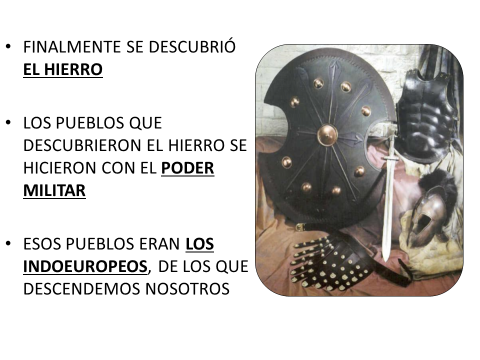 • FINALMENTE SE DESCUBRIÓ
EL HIERRO
• LOS PUEBLOS QUE
DESCUBRIERON EL HIERRO SE
HICIERON CON EL PODER
MILITAR
• ESOS PUEBLOS ERAN LOS
INDOEUROPEOS, DE LOS QUE
DESCENDEMOS NOSOTROS